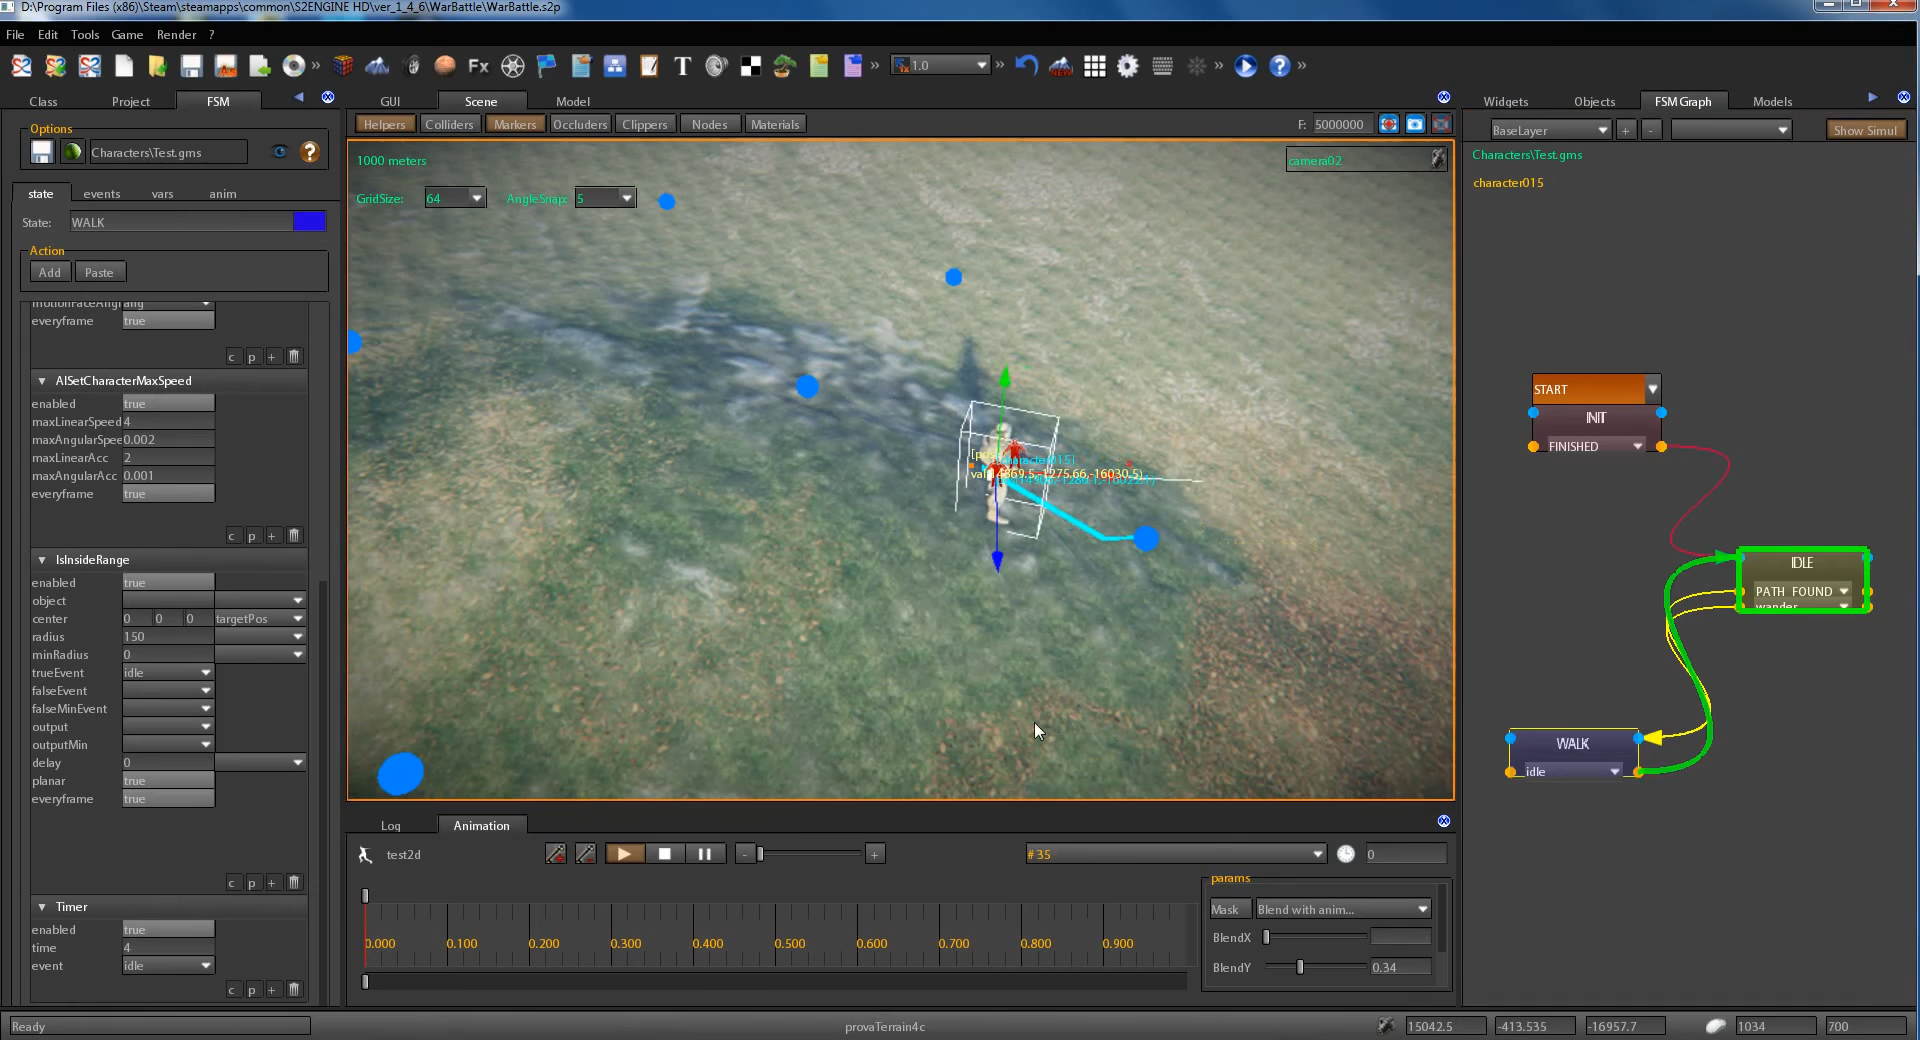 D:\Program Files (x86)\Steam\steamapps\common\S2ENGINE HD\ver_1_4_6\WarBattle\WarBattle.s2p
File Edit Tools Game Render ?
Fx T 1.0
Class Project FSM
Options
Characters\Test.gms
state events vars anim
State: WALK
Action
Add Paste
everyframe true
c p +
AISetCharacterMaxSpeed
enabled true
maxLinearSpeed 4
maxAngularSpee 0.002
maxLinearAcc 2
maxAngularAcc 0.001
everyframe true
c p +
IsInsideRange
enabled true
object
center 0 0 0 targetPos
radius 150
minRadius 0
trueEvent idle
falseEvent
falseMinEvent
output
outputMin
delay 0
planar true
everyframe true
c p +
Timer
enabled true
time 4
event idle
c p +
GUI Scene Model
Helpers Colliders Markers Occluders Clippers Nodes Materials F: 5000000
1000 meters camera02
GridSize: 64 AngleSnap: 5
Log Animation
test2d - + # 35 0
0.000 0.100 0.200 0.300 0.400 0.500 0.600 0.700 0.800 0.900
params
Mask Blend with anim...
BlendX
BlendY 0.34
Widgets Objects FSM Graph Models
BaseLayer + - Show Simul
Characters\Test.gms
character015
START
INIT
FINISHED
IDLE
PATH FOUND
wander
WALK
idle
Ready provaTerrain4c 15042.5 -413.535 -16957.7 1034 700